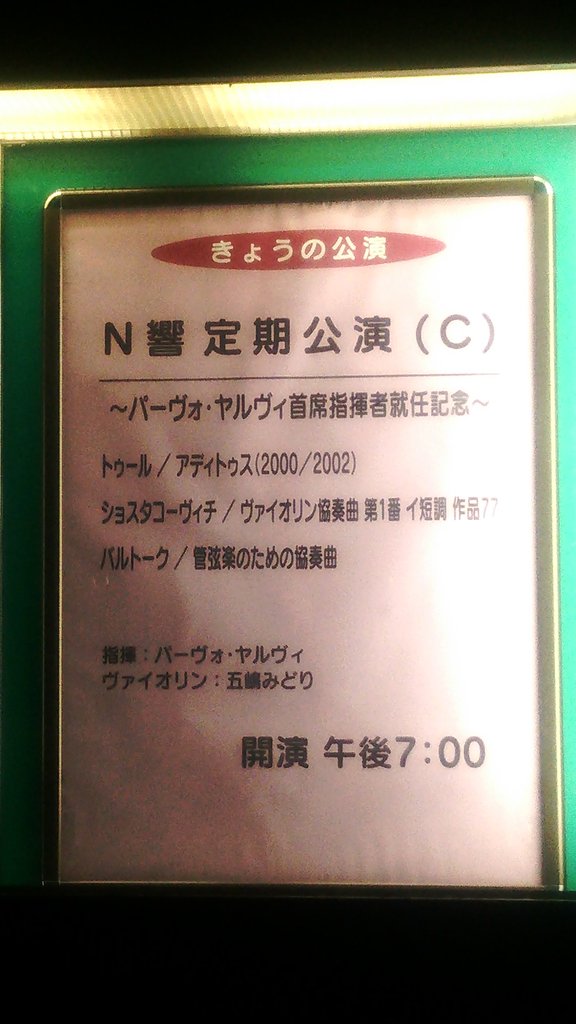 きょうの公演
N響 定期公演 (C)
～パーヴォ・ヤルヴィ首席指揮者就任記念～
トゥール / アディトゥス(2000/2002)
ショスタコーヴィチ / ヴァイオリン協奏曲 第1番 イ短調 作品77
バルトーク / 管弦楽のための協奏曲
指揮：パーヴォ・ヤルヴィ
ヴァイオリン：五嶋みどり
開演 午後7：00